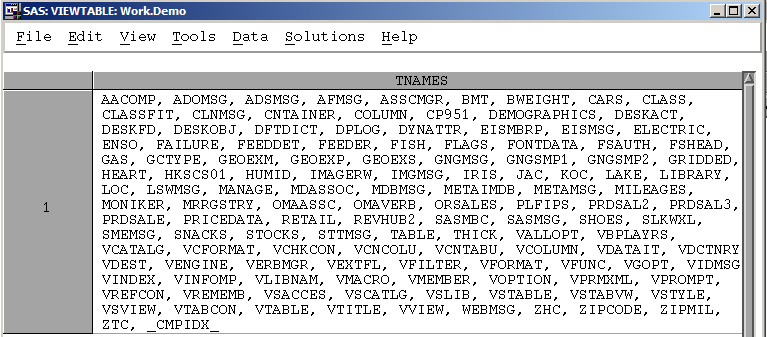 SAS: VIEWTABLE: Work.Demo
File Edit View Tools Data Solutions Help
TNAMES
1
AACOMP, ADOMSG, ADSMSG, AFMSG, ASSCMGR, BMT, BWEIGHT, CARS, CLASS,
CLASSFIT, CLNMSG, CNTAINER, COLUMN, CP951, DEMOGRAPHICS, DESKACT,
DESKFD, DESKOBJ, DFTDICT, DPLOG, DYNATTR, EISMBRP, EISMSG, ELECTRIC,
ENSO, FAILURE, FEEDDET, FEEDER, FISH, FLAGS, FONTDATA, FSAUTH, FSHEAD,
GAS, GCTYPE, GEOEXM, GEOEXP, GEOEXS, GNGMSG, GNGSMP1, GNGSMP2, GRIDDED,
HEART, HKSCS01, HUMID, IMAGERW, IMGMSG, IRIS, JAC, KOC, LAKE, LIBRARY,
LOC, LSWMSG, MANAGE, MDASSOC, MDBMSG, METAIMDB, METAMSG, MILEAGES,
MONIKER, MRRGSTRY, OMAASSC, OMAVERB, ORSALES, PLFIPS, PRDSAL2, PRDSAL3,
PRDSALE, PRICEDATA, RETAIL, REVHUB2, SASMBC, SASMSG, SHOES, SLKWXL,
SMEMSG, SNACKS, STOCKS, STTMSG, TABLE, THICK, VALLOPT, VBPLAYRS,
VCATALG, VCFORMAT, VCHKCON, VCNCOLU, VCNTABU, VCOLUMN, VDATAIT, VDCTNRY
VDEST, VENGINE, VERBMGR, VEXTFL, VFILTER, VFORMAT, VFUNC, VGOPT, VIDMSG
VINDEX, VINFOMP, VLIBNAM, VMACRO, VMEMBER, VOPTION, VPRMXML, VPROMPT,
VREFCON, VREMEMB, VSACCES, VSCATLG, VSLIB, VSTABLE, VSTABVW, VSTYLE,
VSVIEW, VTABCON, VTABLE, VTITLE, VVIEW, WEBMSG, ZHC, ZIPCODE, ZIPMIL,
ZTC, _CMPIDX_